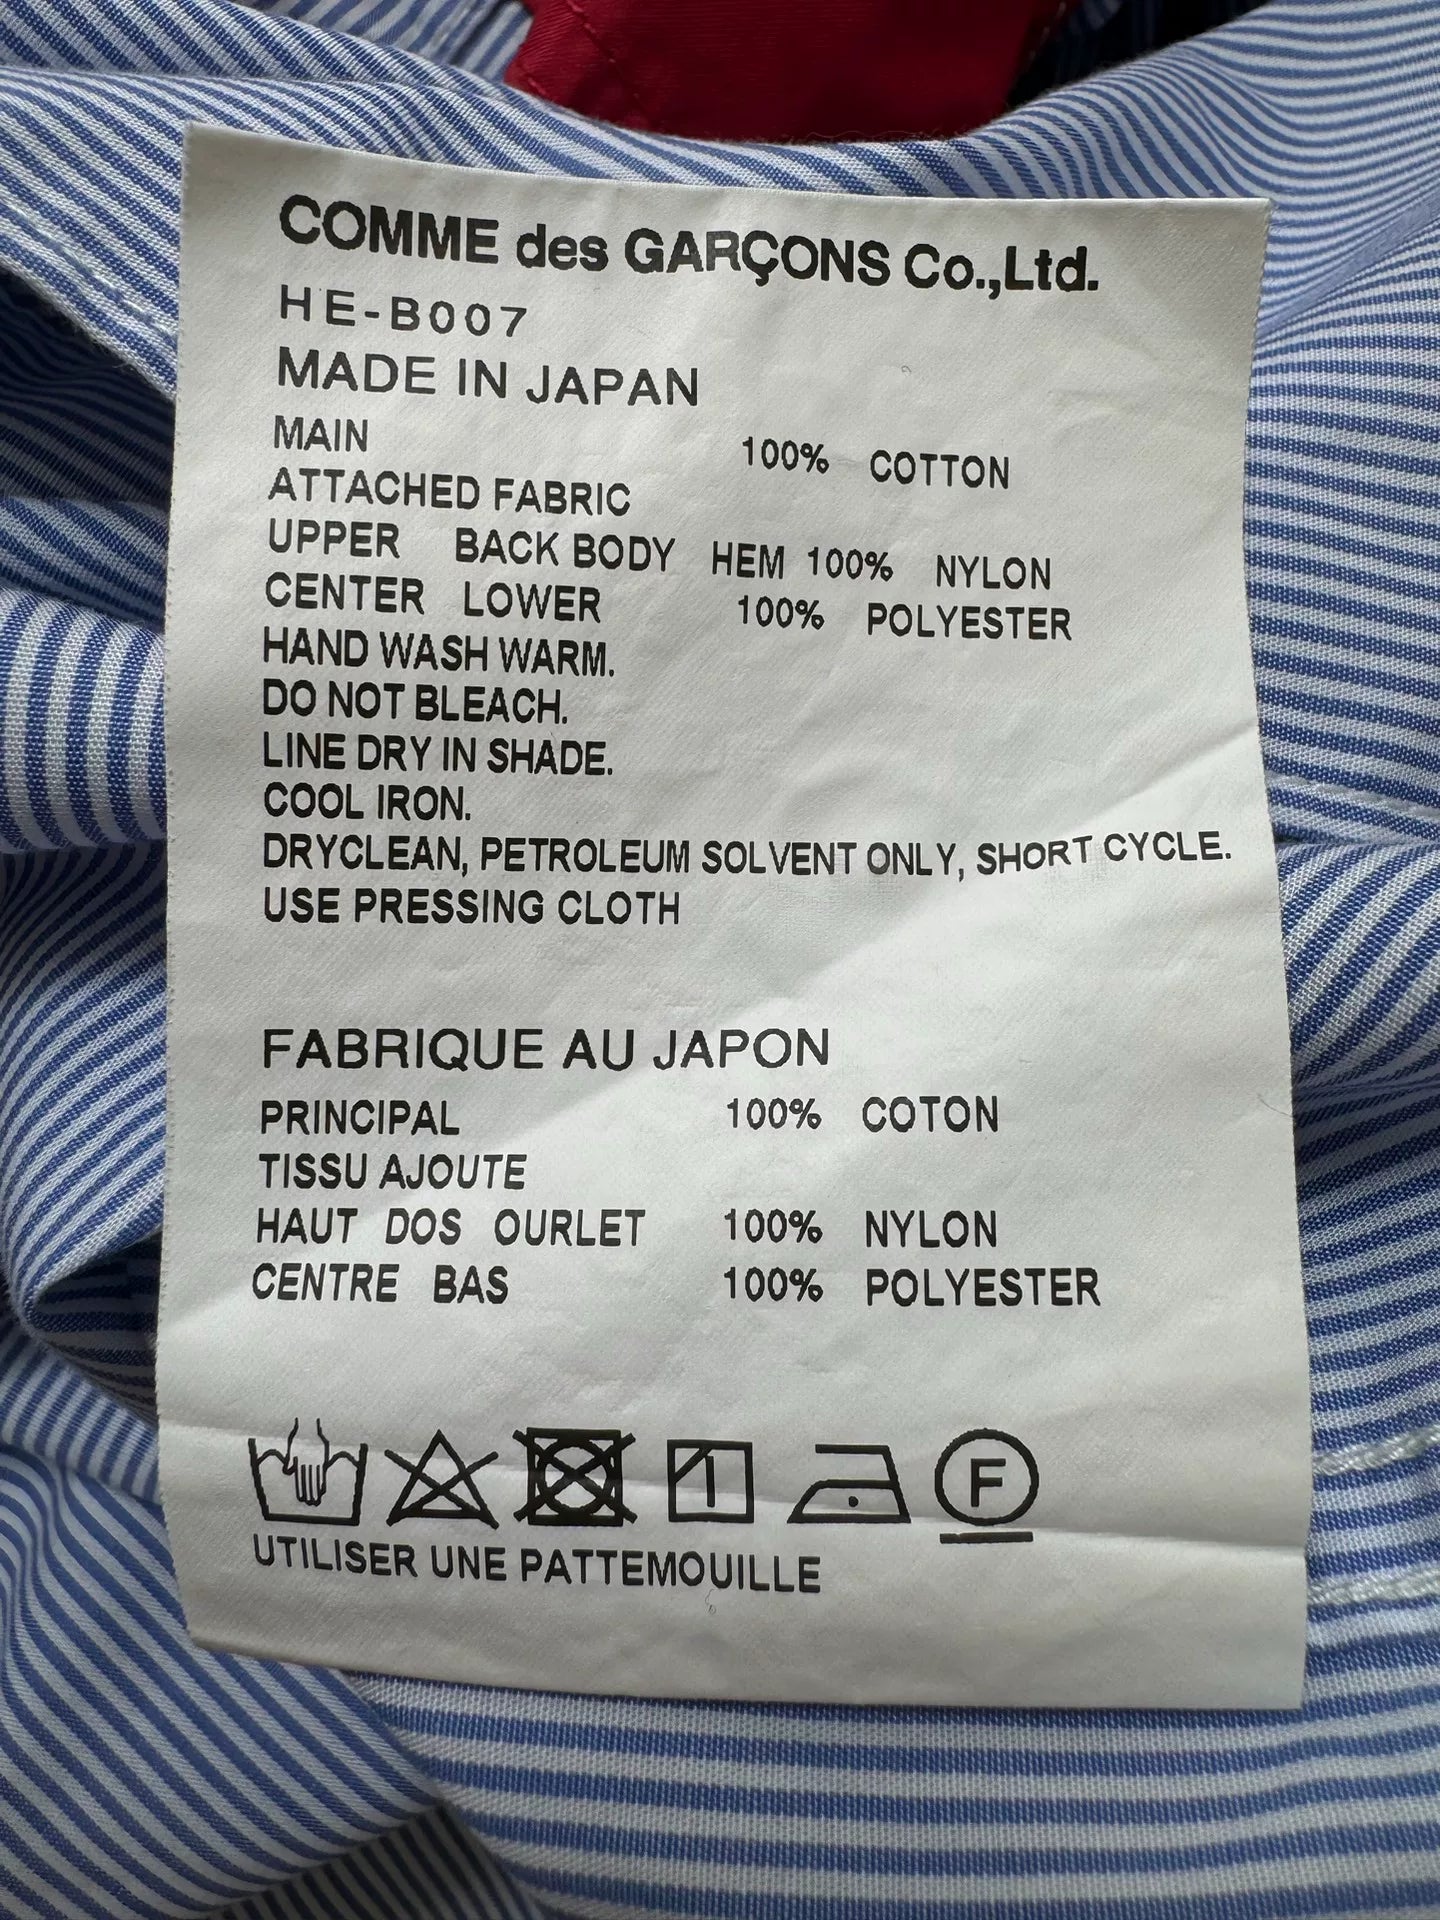 COMME des GARÇONS Co.,Ltd.
HE-B007
MADE IN JAPAN
MAIN 100% COTTON
ATTACHED FABRIC
UPPER BACK BODY HEM 100% NYLON
CENTER LOWER 100% POLYESTER
HAND WASH WARM.
DO NOT BLEACH.
LINE DRY IN SHADE.
COOL IRON.
DRYCLEAN, PETROLEUM SOLVENT ONLY, SHORT CYCLE.
USE PRESSING CLOTH
FABRIQUE AU JAPON
PRINCIPAL 100% COTON
TISSU AJOUTE
HAUT DOS OURLET 100% NYLON
CENTRE BAS 100% POLYESTER
F
UTILISER UNE PATTEMOUILLE